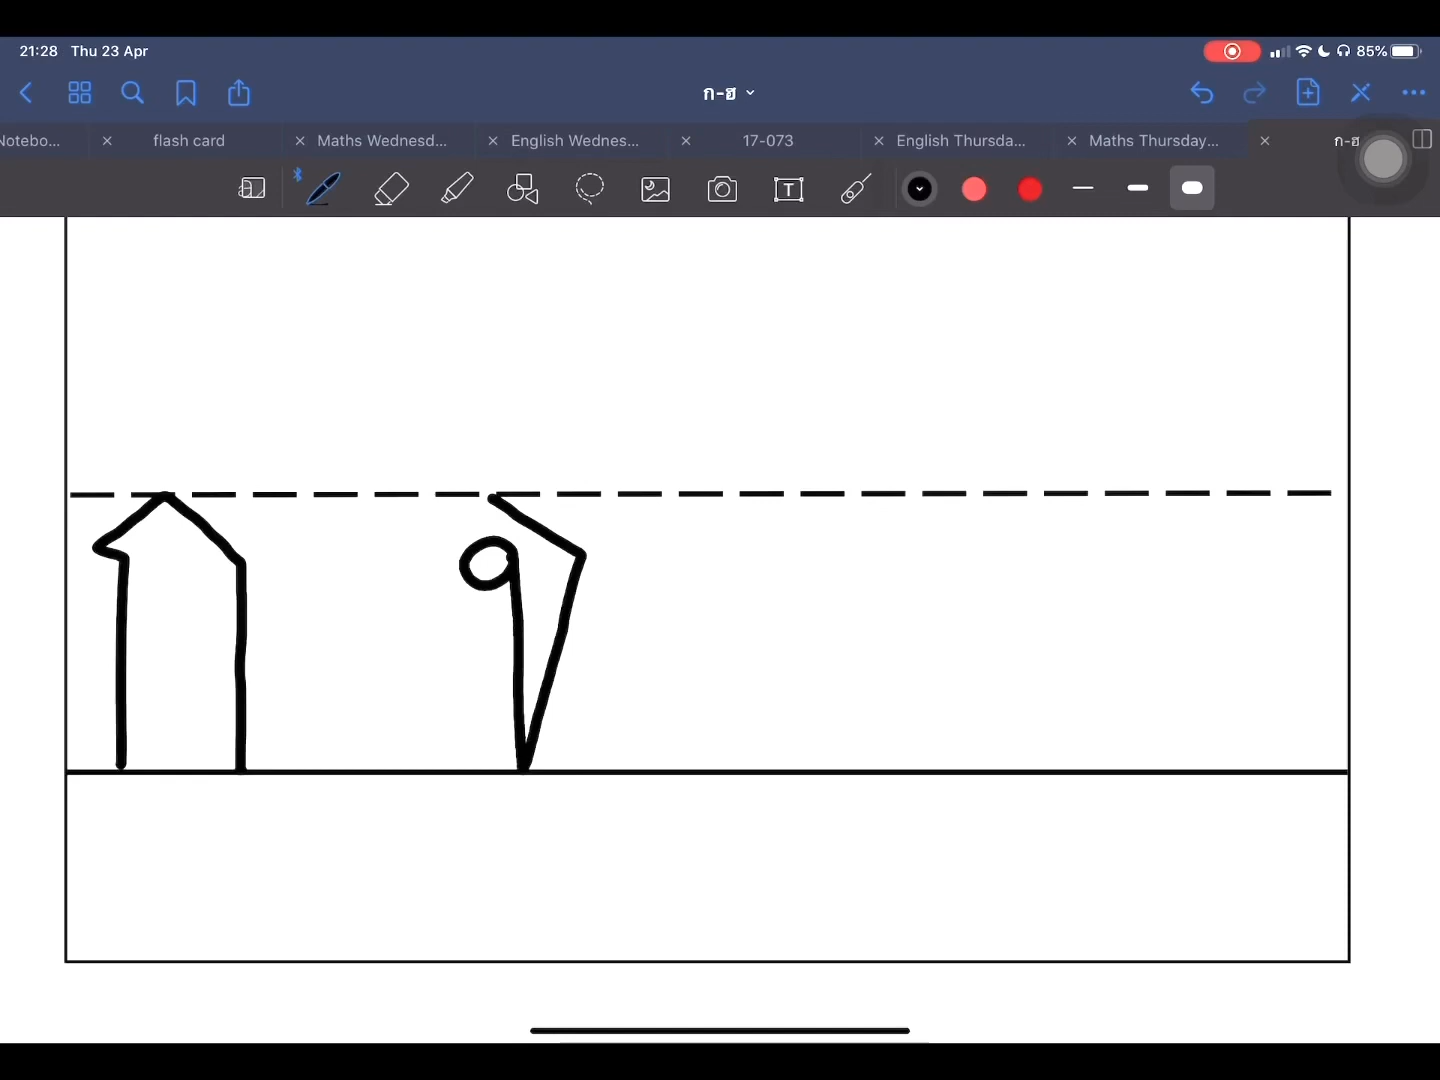 21:28 Thu 23 Apr 85%
ก-ฮ
Notebo... flash card Maths Wednesd... English Wednes... 17-073 English Thursda... Maths Thursday... ก-ฮ
T
ก